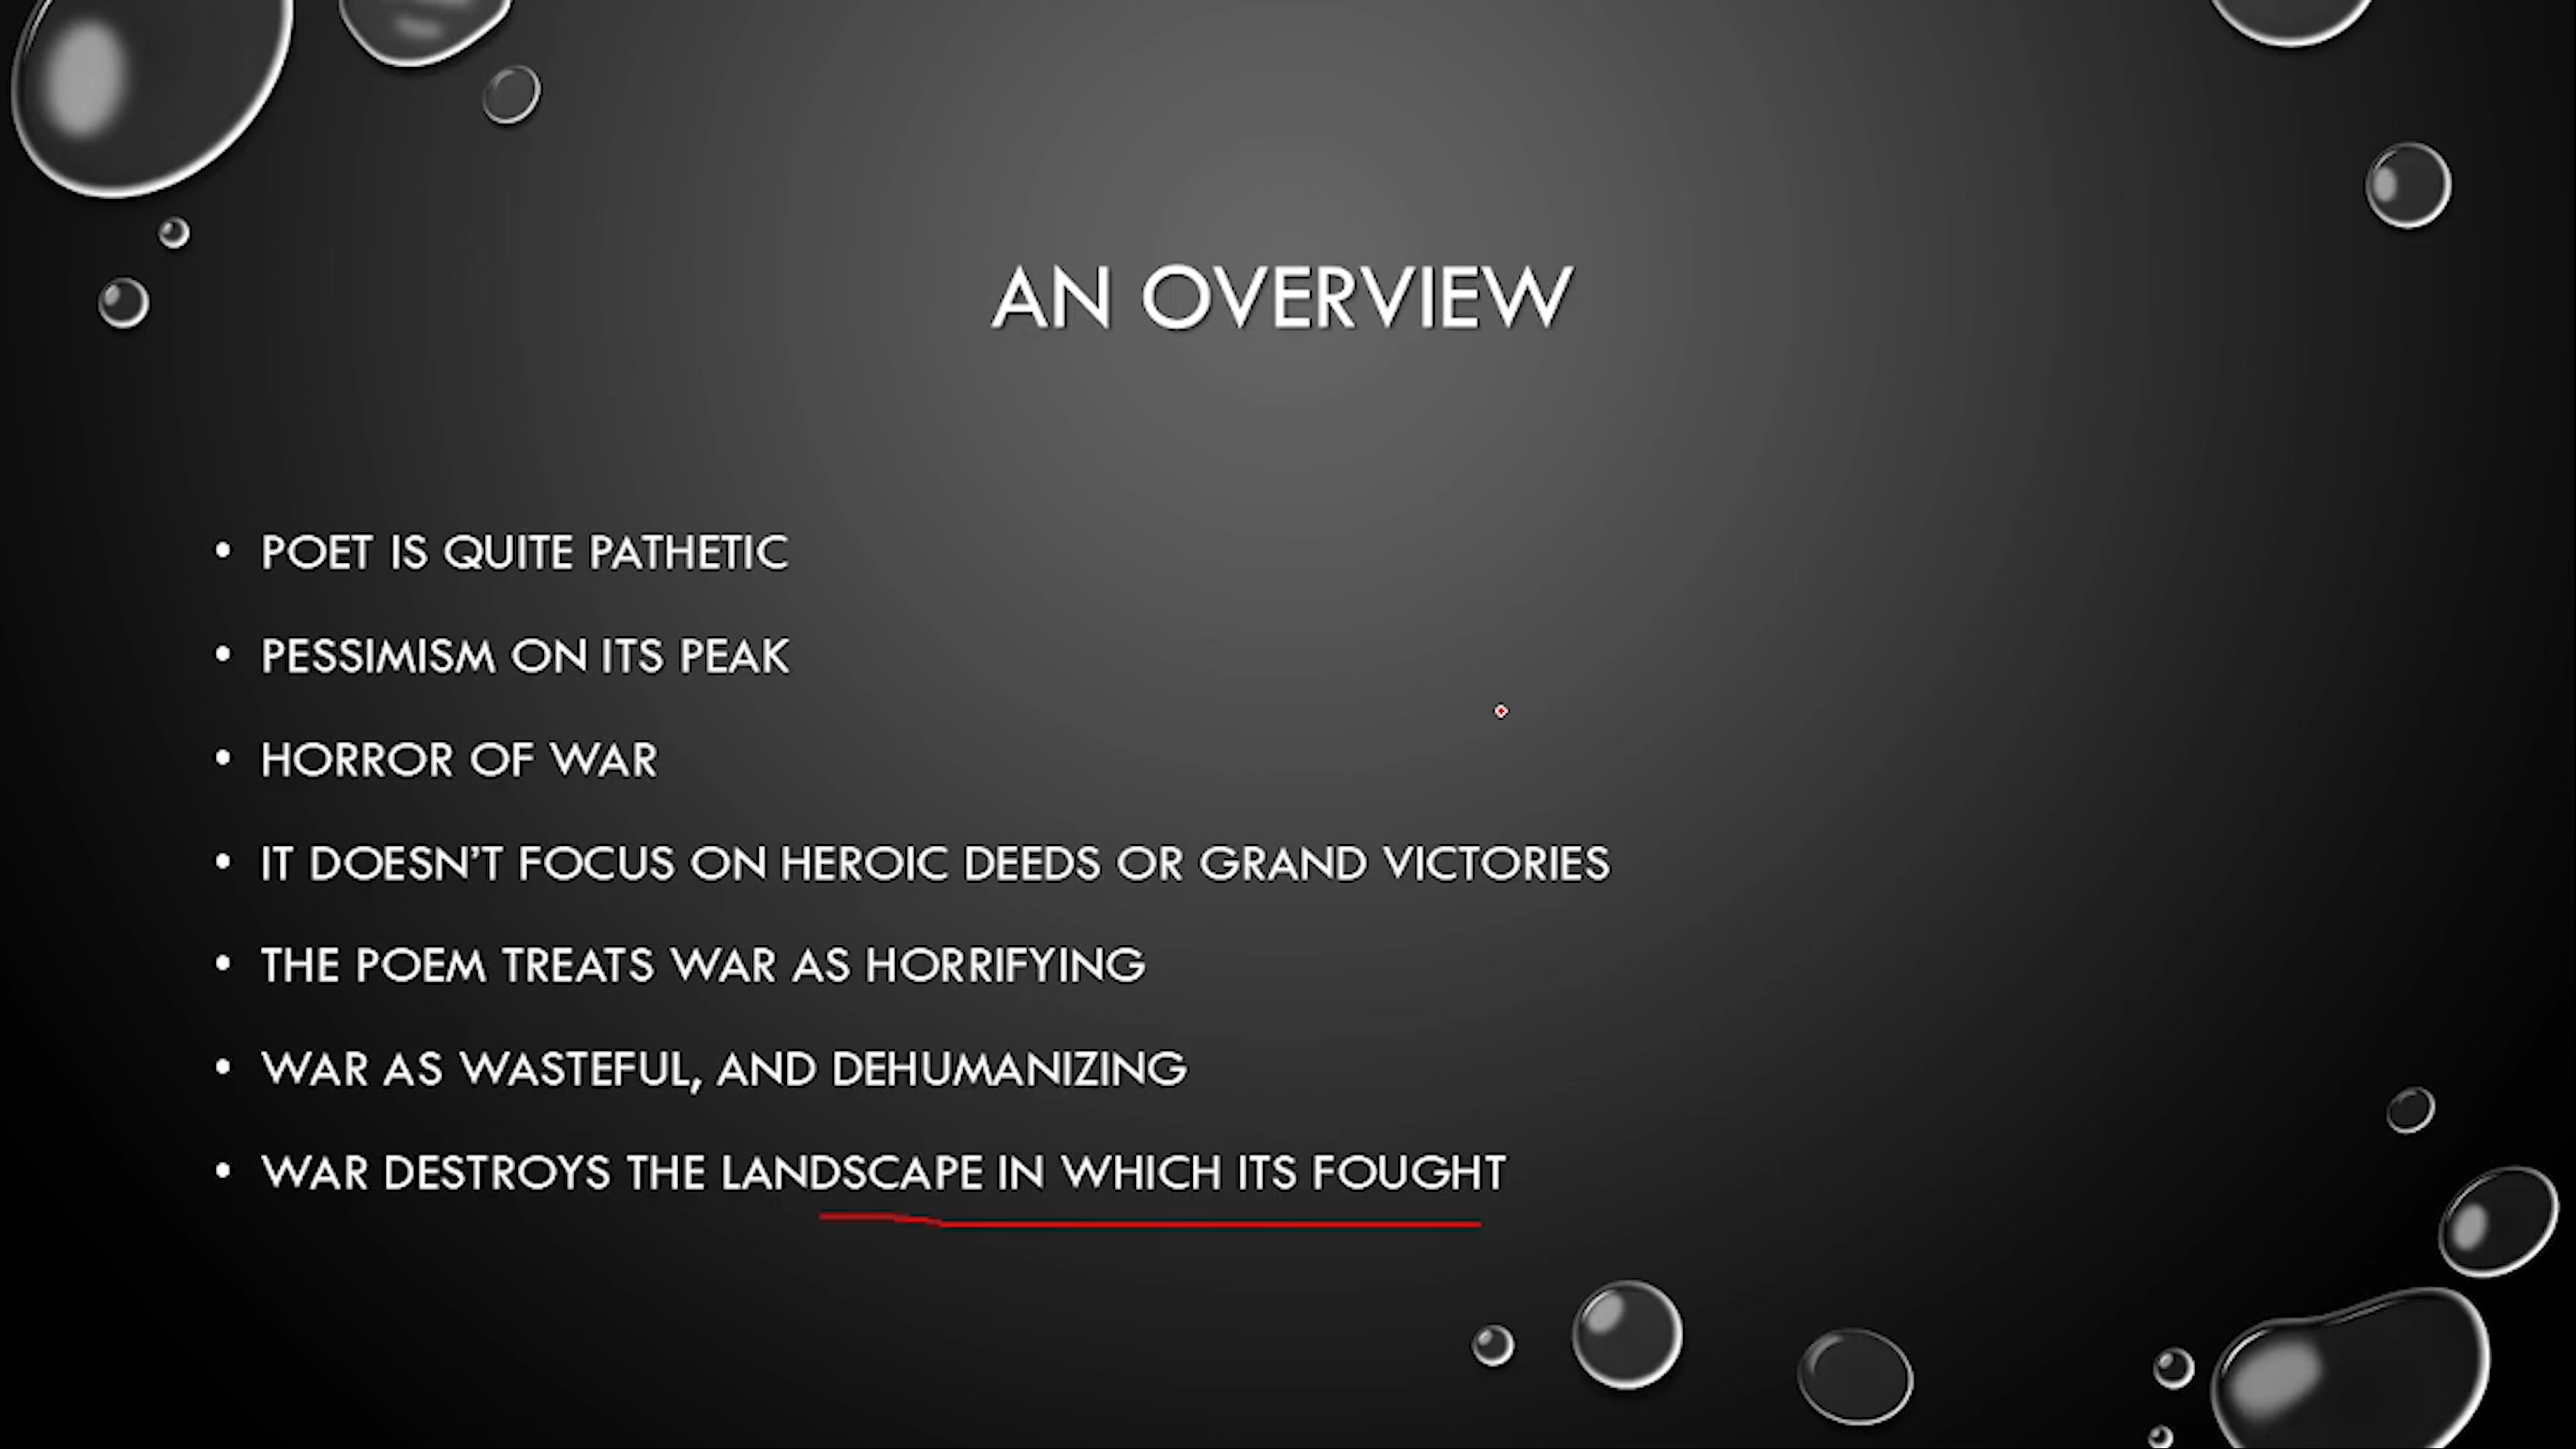 AN OVERVIEW
• POET IS QUITE PATHETIC
• PESSIMISM ON ITS PEAK
• HORROR OF WAR
• IT DOESN'T FOCUS ON HEROIC DEEDS OR GRAND VICTORIES
• THE POEM TREATS WAR AS HORRIFYING
• WAR AS WASTEFUL, AND DEHUMANIZING
• WAR DESTROYS THE LANDSCAPE IN WHICH ITS FOUGHT